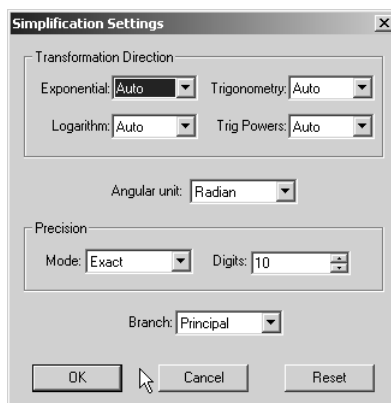 Simplification Settings
Transformation Direction
Exponential: Auto Trigonometry: Auto
Logarithm: Auto Trig Powers: Auto
Angular unit: Radian
Precision
Mode: Exact Digits: 10
Branch: Principal
OK Cancel Reset